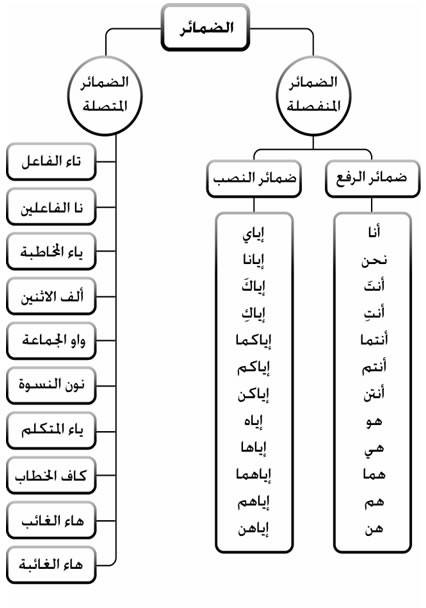 الضمائر
الضمائر
المنفصلة
ضمائر الرفع
أنا
نحن
أنتَ
أنتِ
أنتما
أنتم
أنتن
هو
هي
هما
هم
هن
ضمائر النصب
إياي
إيانا
إياكَ
إياكِ
إياكما
إياكم
إياكن
إياه
إياها
إياهما
إياهم
إياهن
الضمائر
المتصلة
تاء الفاعل
نا الفاعلين
ياء المخاطبة
ألف الاثنين
واو الجماعة
نون النسوة
ياء المتكلم
كاف الخطاب
هاء الغائب
هاء الغائبة